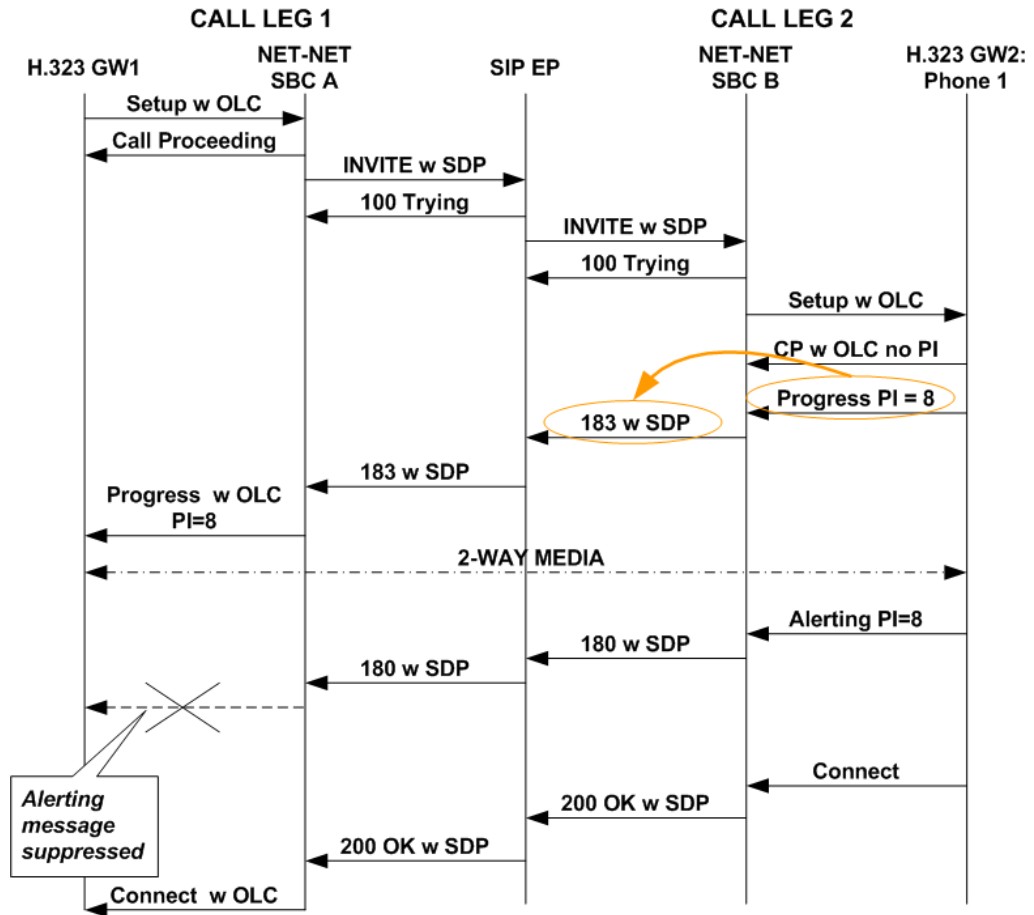 CALL LEG 1
CALL LEG 2
H.323 GW1
NET-NET
SBC A
SIP EP
NET-NET
SBC B
H.323 GW2:
Phone 1
Setup w OLC
Call Proceeding
INVITE w SDP
100 Trying
INVITE w SDP
100 Trying
Setup w OLC
CP w OLC no PI
Progress PI = 8
183 w SDP
183 w SDP
Progress w OLC
PI=8
2-WAY MEDIA
Alerting PI=8
180 w SDP
180 w SDP
Alerting
message
suppressed
Connect
200 OK w SDP
200 OK w SDP
Connect w OLC